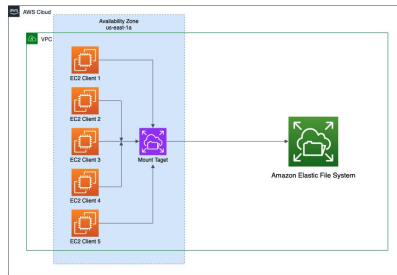 AWS Cloud
Availability Zone
us-east-1a
VPC
EC2 Client 1
EC2 Client 2
EC2 Client 3
Mount Taget
EC2 Client 4
EC2 Client 5
Amazon Elastic File System